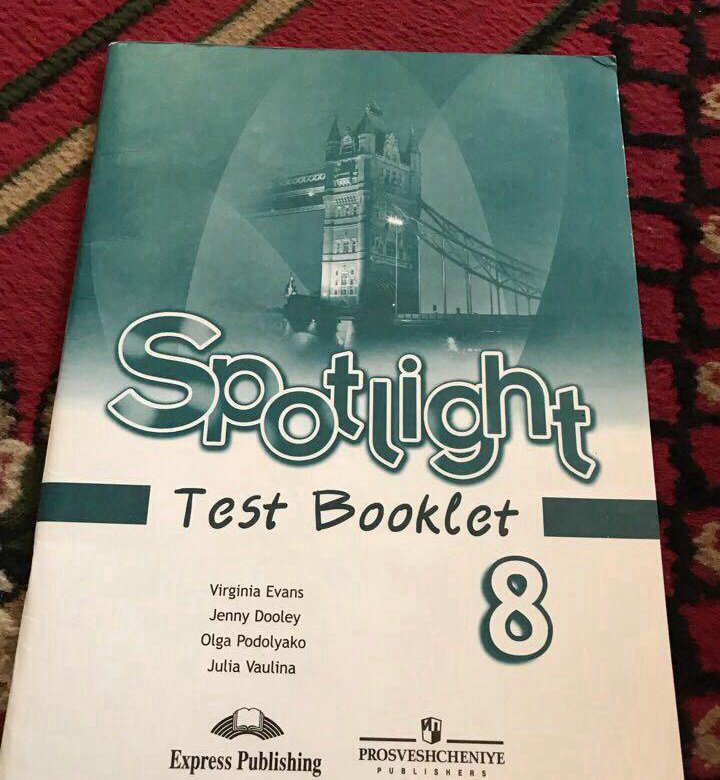 Spotlight
Test Booklet
8
Virginia Evans
Jenny Dooley
Olga Podolyako
Julia Vaulina
Express Publishing
PROSVESHCHENIYE
PUBLISHERS